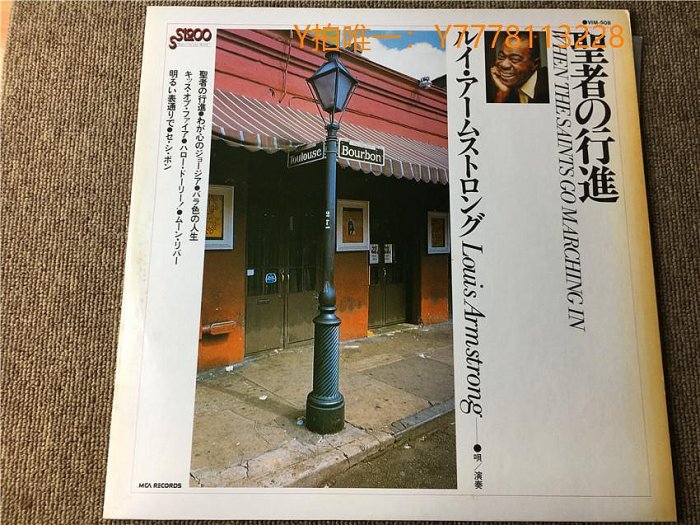 Y拍唯一：Y7778113228
●VIM-508
聖者の行進
WHEN THE SAINTS GO MARCHING IN
ルイ・アームストロング
Louis Armstrong
●唄/演奏
聖者の行進●わが心のジョージア●バラ色の人生
キッス・オブ・ファイア●ハロー・ドーリー！●ムーン・リバー
明るい表通りで●セ・シ・ボン
Toulouse
Bourbon
MCA RECORDS